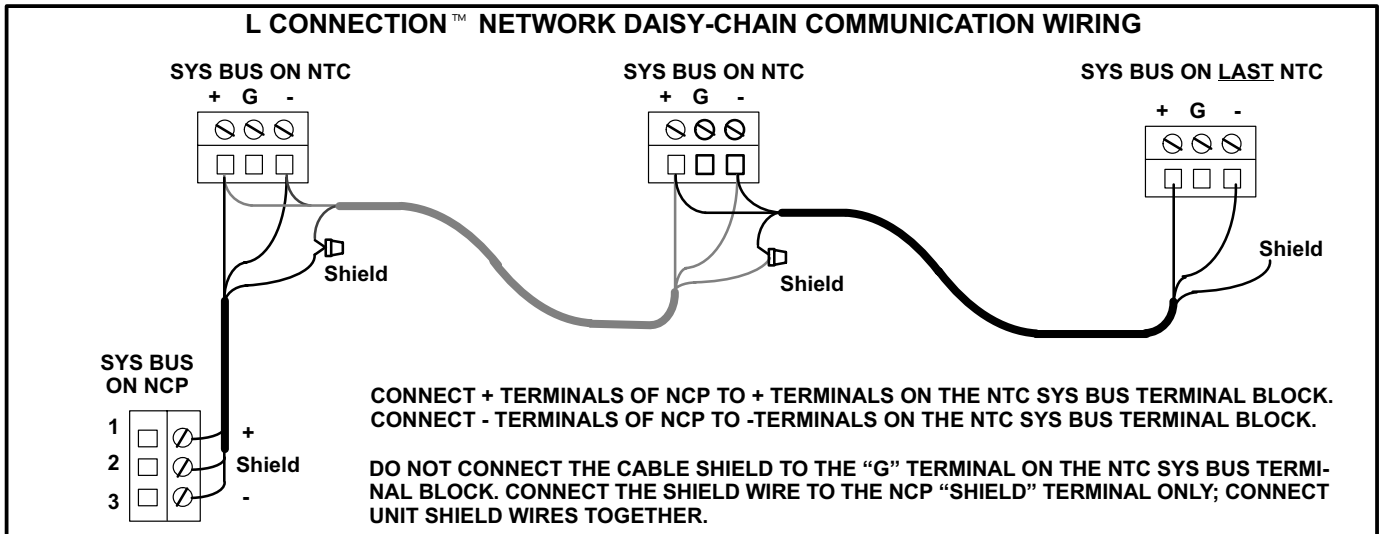 L CONNECTION™ NETWORK DAISY-CHAIN COMMUNICATION WIRING
SYS BUS ON NTC
+ G -
SYS BUS ON NTC
+ G -
SYS BUS ON LAST NTC
+ G -
Shield
Shield
Shield
SYS BUS
ON NCP
1
2
3
+
Shield
-
CONNECT + TERMINALS OF NCP TO + TERMINALS ON THE NTC SYS BUS TERMINAL BLOCK.
CONNECT - TERMINALS OF NCP TO -TERMINALS ON THE NTC SYS BUS TERMINAL BLOCK.
DO NOT CONNECT THE CABLE SHIELD TO THE “G” TERMINAL ON THE NTC SYS BUS TERMI-
NAL BLOCK. CONNECT THE SHIELD WIRE TO THE NCP “SHIELD” TERMINAL ONLY; CONNECT
UNIT SHIELD WIRES TOGETHER.